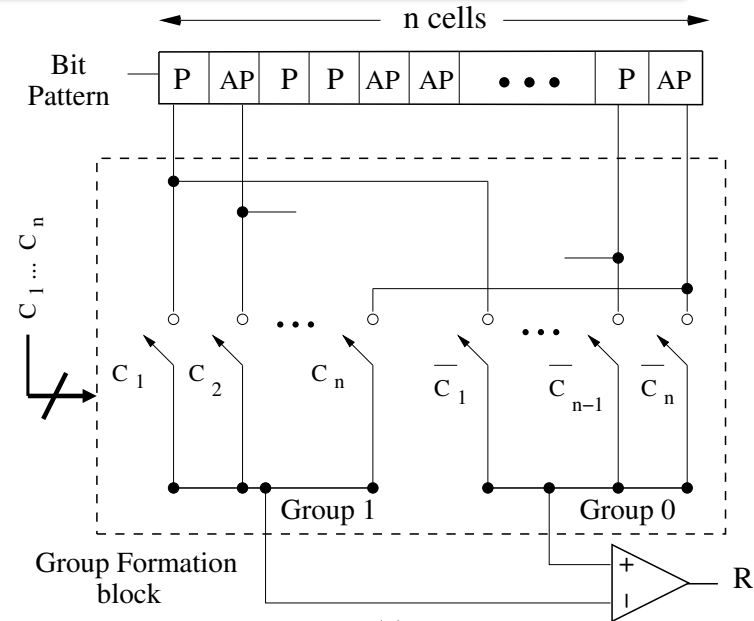 n cells
Bit
Pattern
P AP P P AP AP • • • P AP
C 1 ... C n
• • •
• • •
C 1
C 2
C n
C̅ 1
C̅ n−1
C̅ n
Group 1
Group 0
Group Formation
block
+
−
R